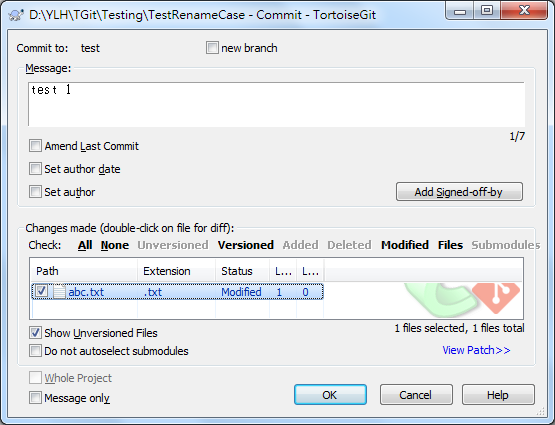 D:\YLH\TGit\Testing\TestRenameCase - Commit - TortoiseGit
Commit to: test new branch
Message:
test 1
1/7
Amend Last Commit
Set author date
Set author
Add Signed-off-by
Changes made (double-click on file for diff):
Check: All None Unversioned Versioned Added Deleted Modified Files Submodules
Path Extension Status L... L...
abc.txt .txt Modified 1 0
Show Unversioned Files
1 files selected, 1 files total
Do not autoselect submodules
View Patch>>
Whole Project
Message only
OK Cancel Help